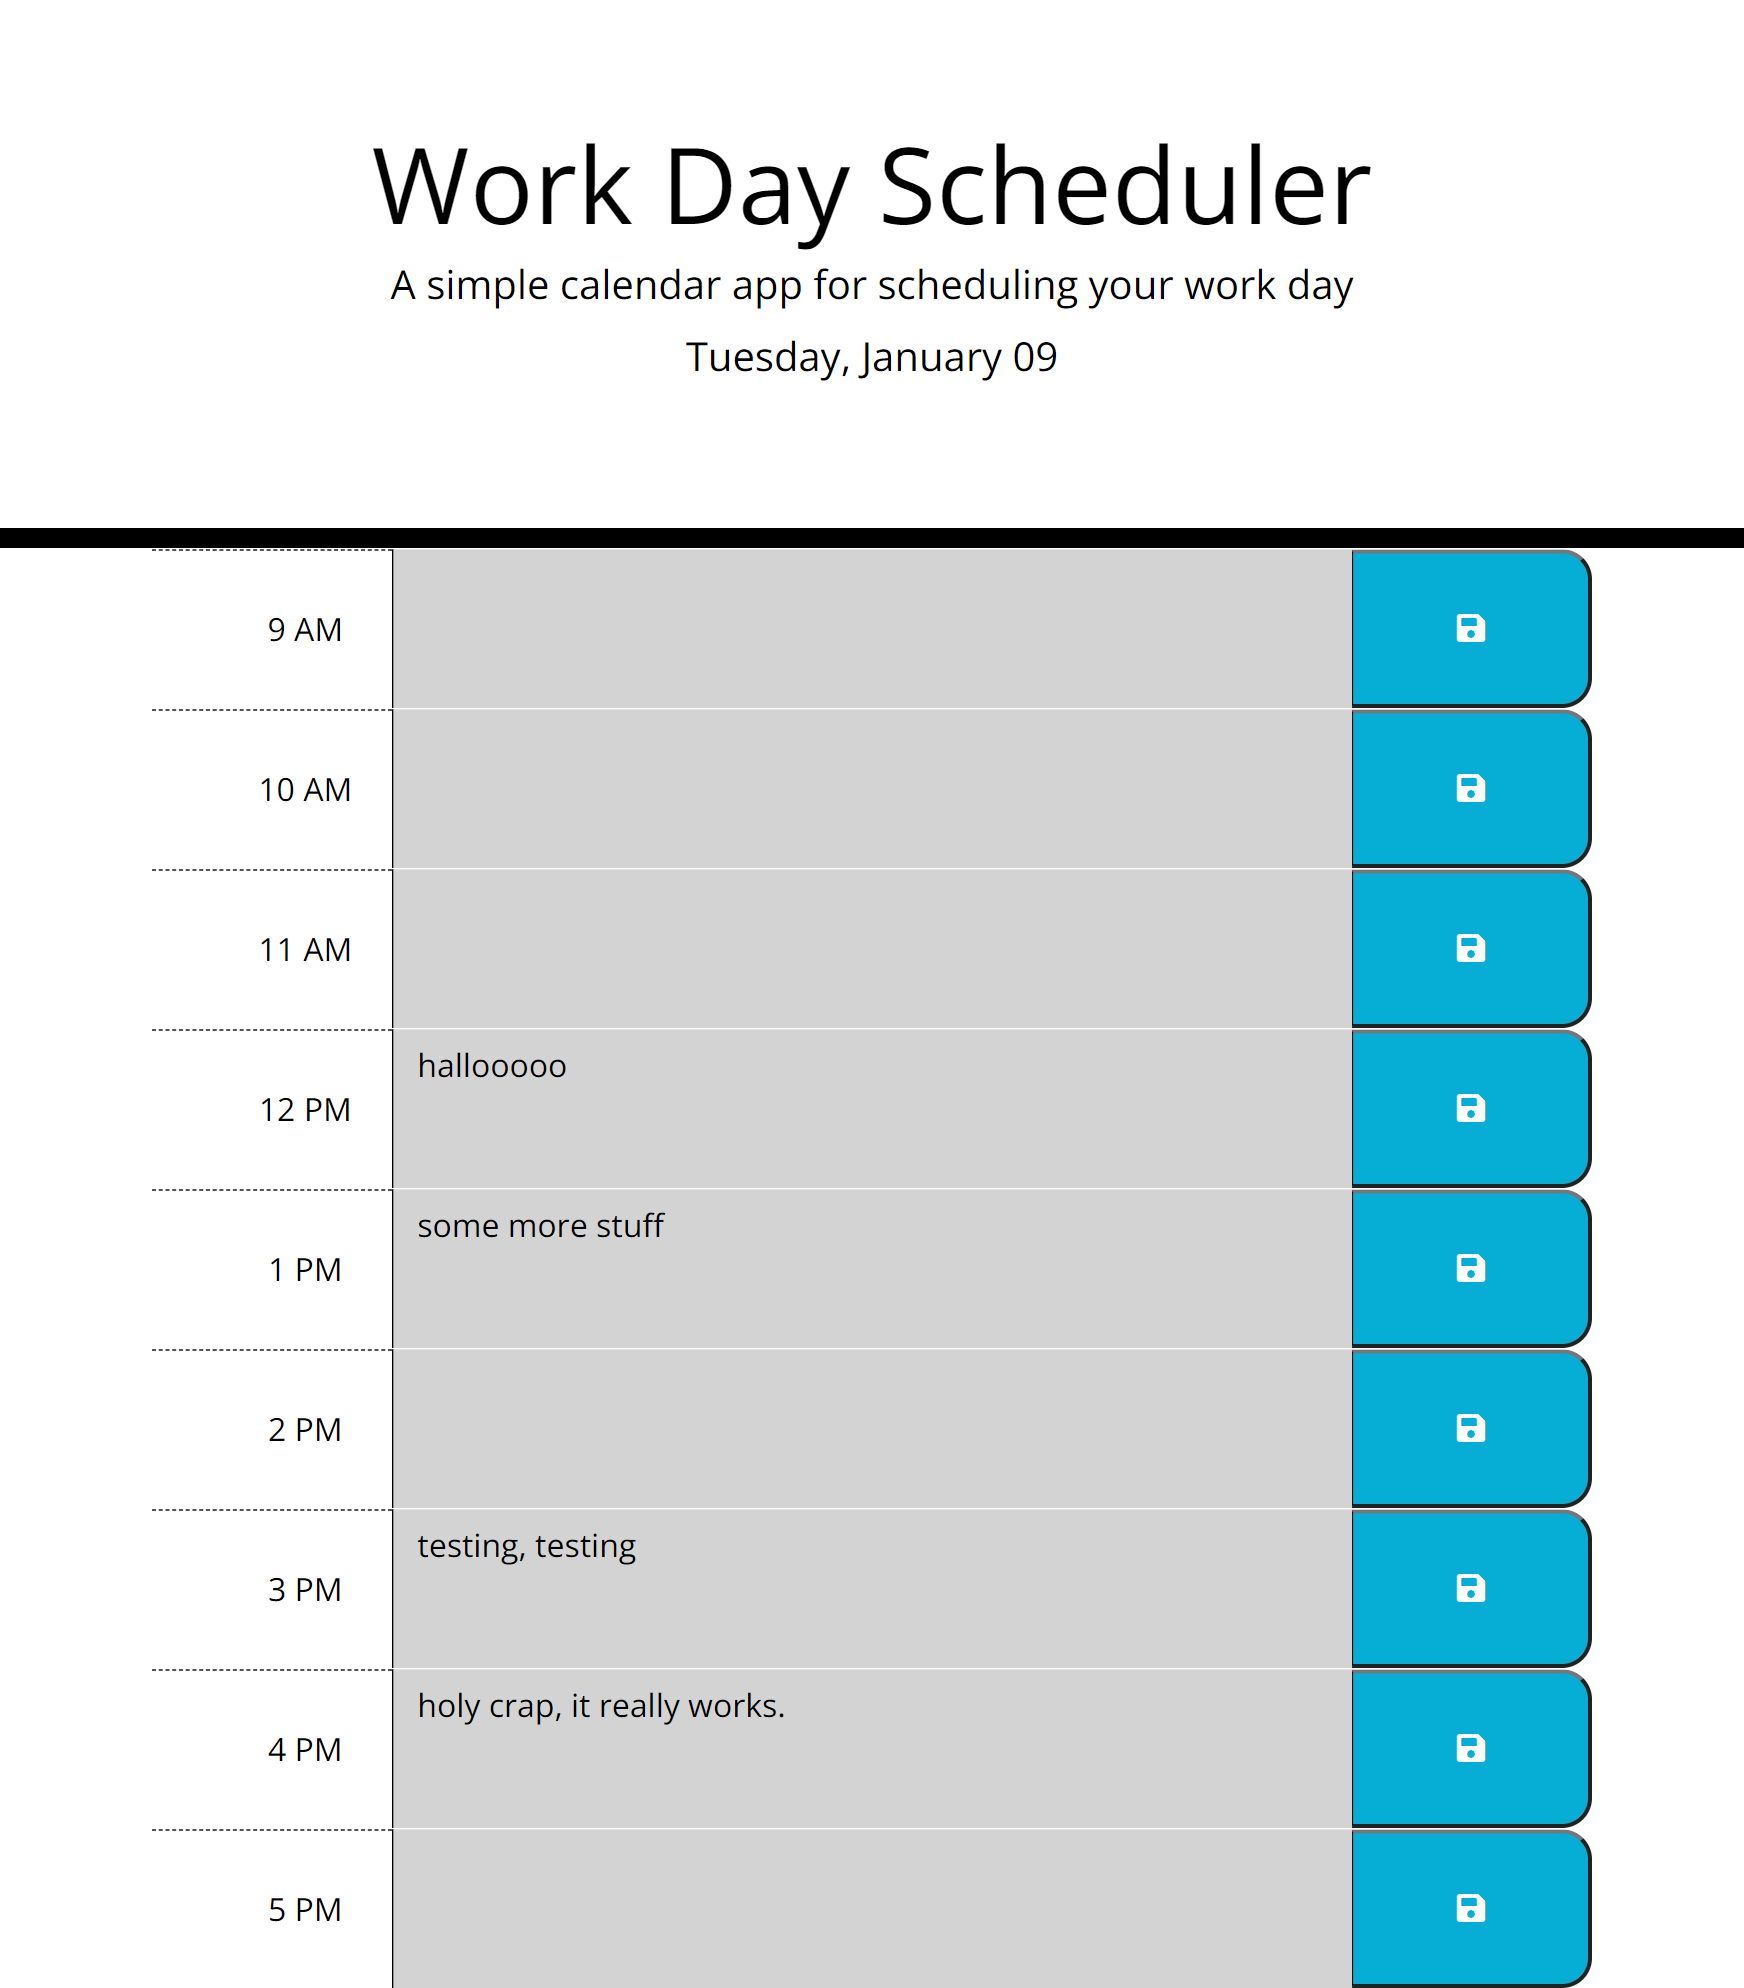 Work Day Scheduler
A simple calendar app for scheduling your work day
Tuesday, January 09
9 AM
10 AM
11 AM
12 PM
hallooooo
1 PM
some more stuff
2 PM
3 PM
testing, testing
4 PM
holy crap, it really works.
5 PM